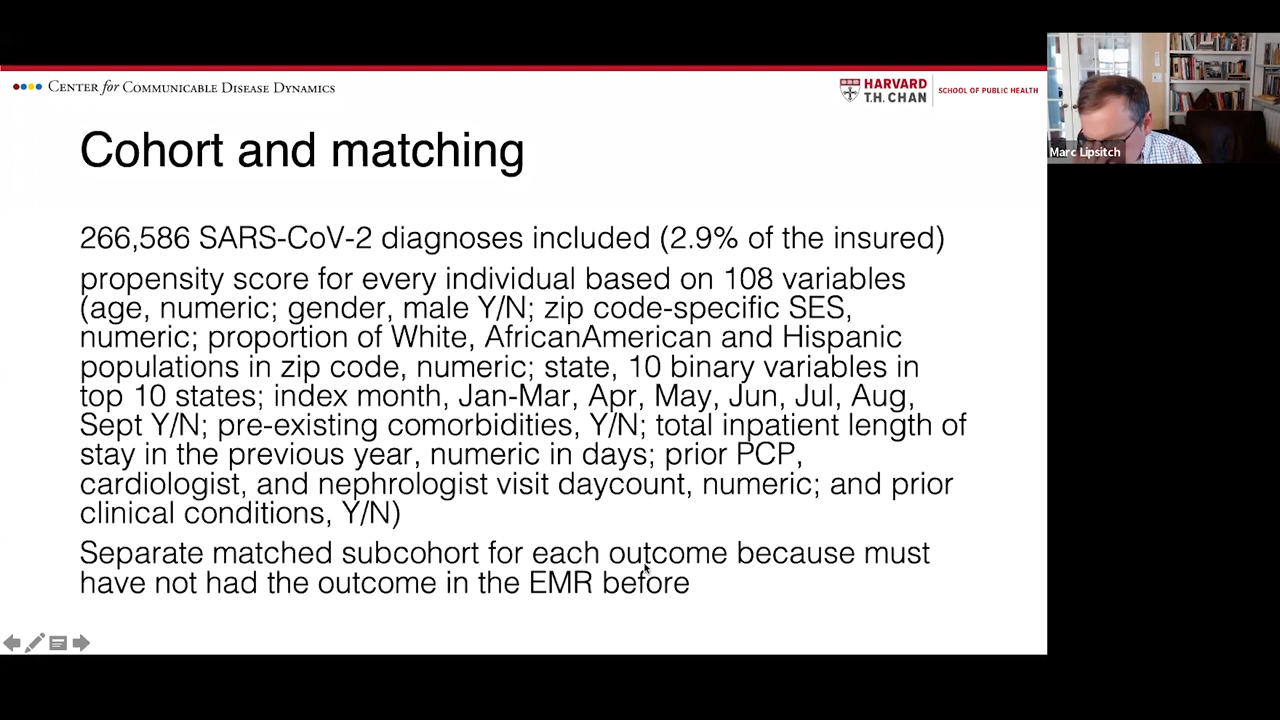 CENTER for COMMUNICABLE DISEASE DYNAMICS
HARVARD
T.H. CHAN
SCHOOL OF PUBLIC HEALTH
Cohort and matching
266,586 SARS-CoV-2 diagnoses included (2.9% of the insured)
propensity score for every individual based on 108 variables
(age, numeric; gender, male Y/N; zip code-specific SES,
numeric; proportion of White, AfricanAmerican and Hispanic
populations in zip code, numeric; state, 10 binary variables in
top 10 states; index month, Jan-Mar, Apr, May, Jun, Jul, Aug,
Sept Y/N; pre-existing comorbidities, Y/N; total inpatient length of
stay in the previous year, numeric in days; prior PCP,
cardiologist, and nephrologist visit daycount, numeric; and prior
clinical conditions, Y/N)
Separate matched subcohort for each outcome because must
have not had the outcome in the EMR before
Marc Lipsitch